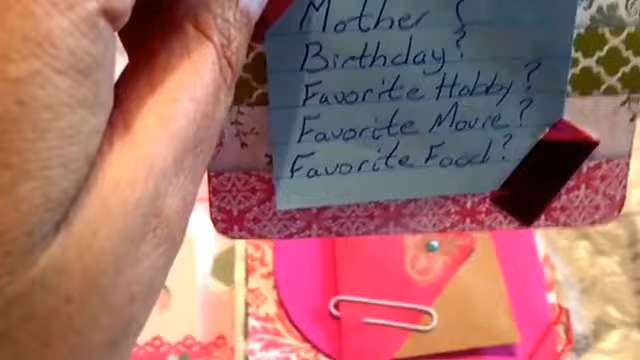 Mother
Birthday?
Favorite Hobby?
Favorite Movie?
Favorite Food?